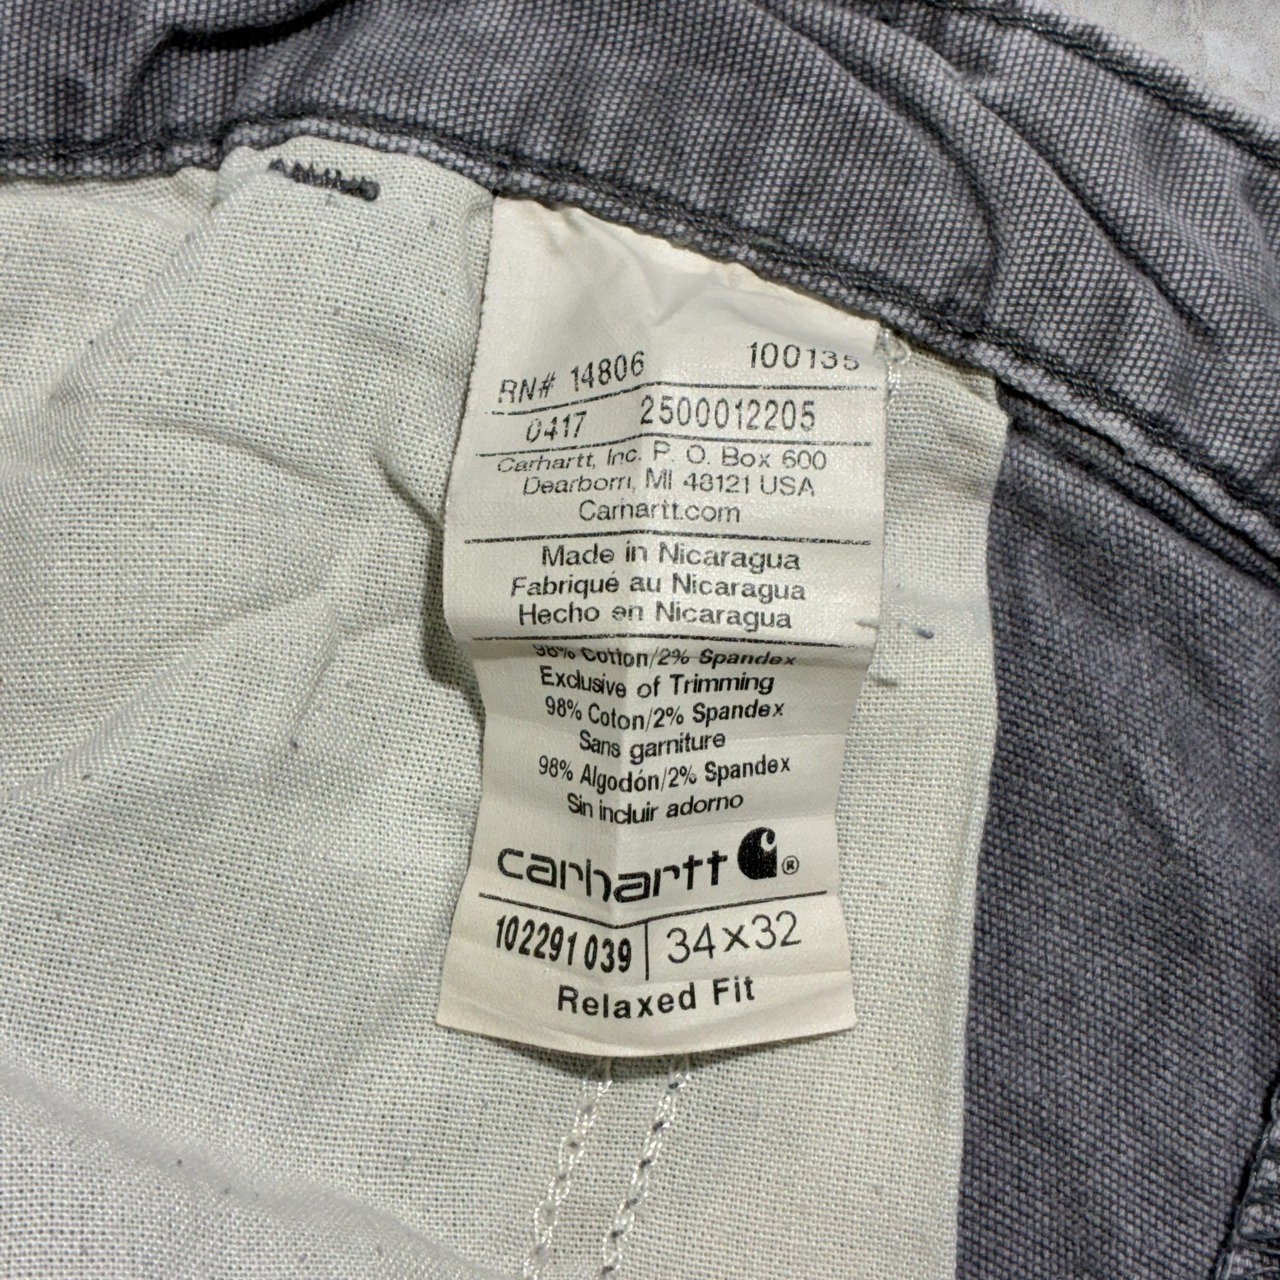 RN# 14806 100135
0417 2500012205
Carhartt, Inc. P. O. Box 600
Dearborn, MI 48121 USA
Carhartt.com
Made in Nicaragua
Fabriqué au Nicaragua
Hecho en Nicaragua
98% Cotton/2% Spandex
Exclusive of Trimming
98% Coton/2% Spandex
Sans garniture
98% Algodón/2% Spandex
Sin incluir adorno
carhartt ®
102291 039 34x32
Relaxed Fit